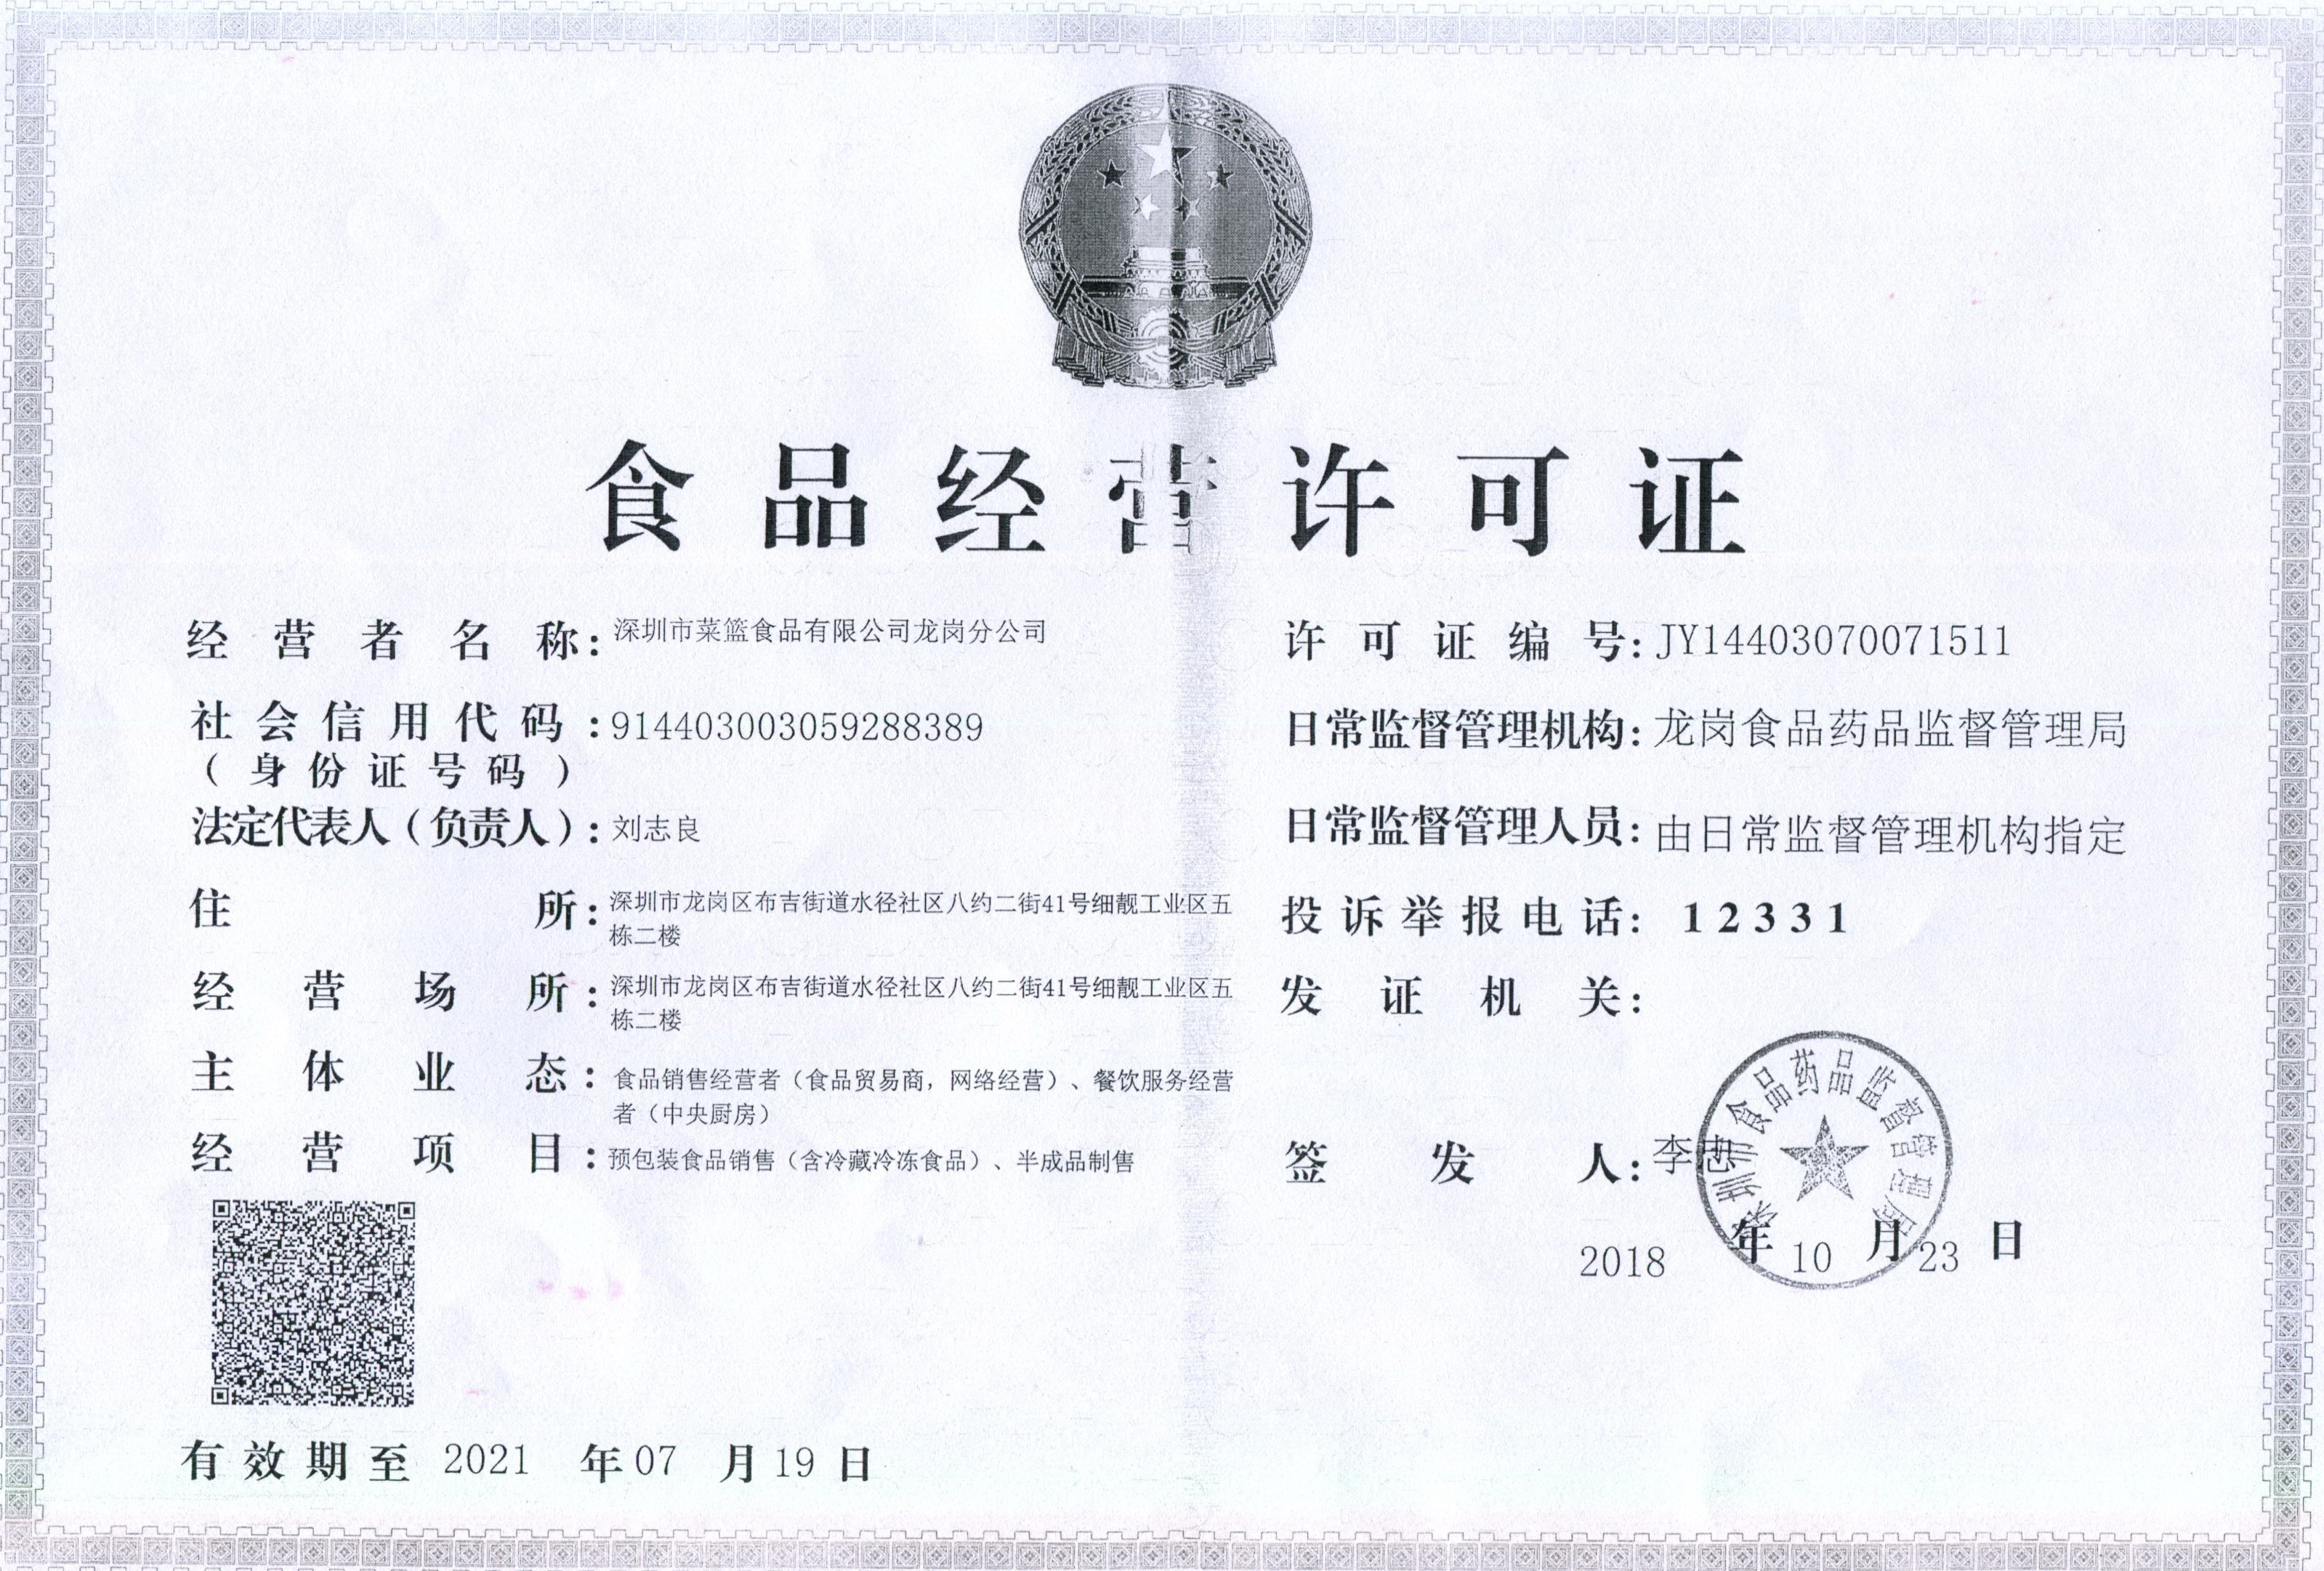 食品经营许可证
经营者名称：深圳市菜篮食品有限公司龙岗分公司
社会信用代码：914403003059288389
（身份证号码）
法定代表人（负责人）：刘志良
住所：深圳市龙岗区布吉街道水径社区八约二街41号细靓工业区五
栋二楼
经营场所：深圳市龙岗区布吉街道水径社区八约二街41号细靓工业区五
栋二楼
主体业态：食品销售经营者（食品贸易商，网络经营）、餐饮服务经营
者（中央厨房）
经营项目：预包装食品销售（含冷藏冷冻食品）、半成品制售
有效期至 2021 年 07 月 19 日
许可证编号：JY14403070071511
日常监督管理机构：龙岗食品药品监督管理局
日常监督管理人员：由日常监督管理机构指定
投诉举报电话：12331
发证机关：
深圳市食品药品监督管理局
签发人：李
2018 年 10 月 23 日